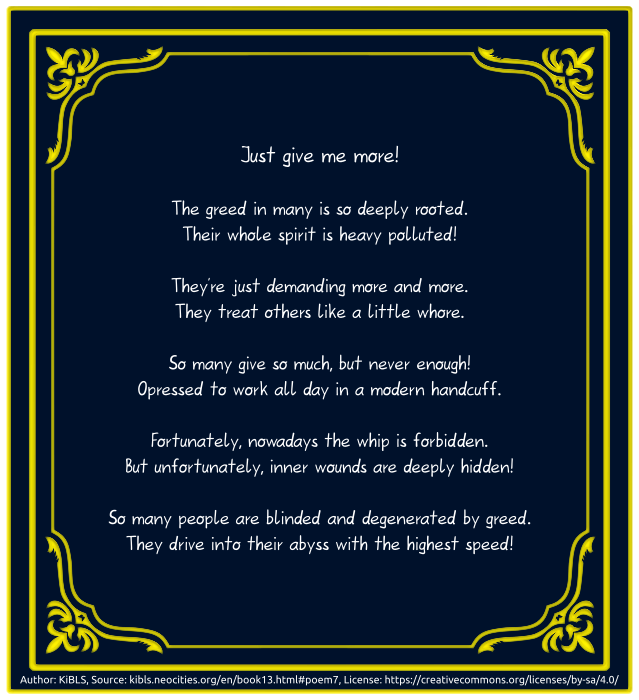 Just give me more!
The greed in many is so deeply rooted.
Their whole spirit is heavy polluted!
They're just demanding more and more.
They treat others like a little whore.
So many give so much, but never enough!
Opressed to work all day in a modern handcuff.
Fortunately, nowadays the whip is forbidden.
But unfortunately, inner wounds are deeply hidden!
So many people are blinded and degenerated by greed.
They drive into their abyss with the highest speed!
Author: KiBLS, Source: kibls.neocities.org/en/book13.html#poem7, License: https://creativecommons.org/licenses/by-sa/4.0/